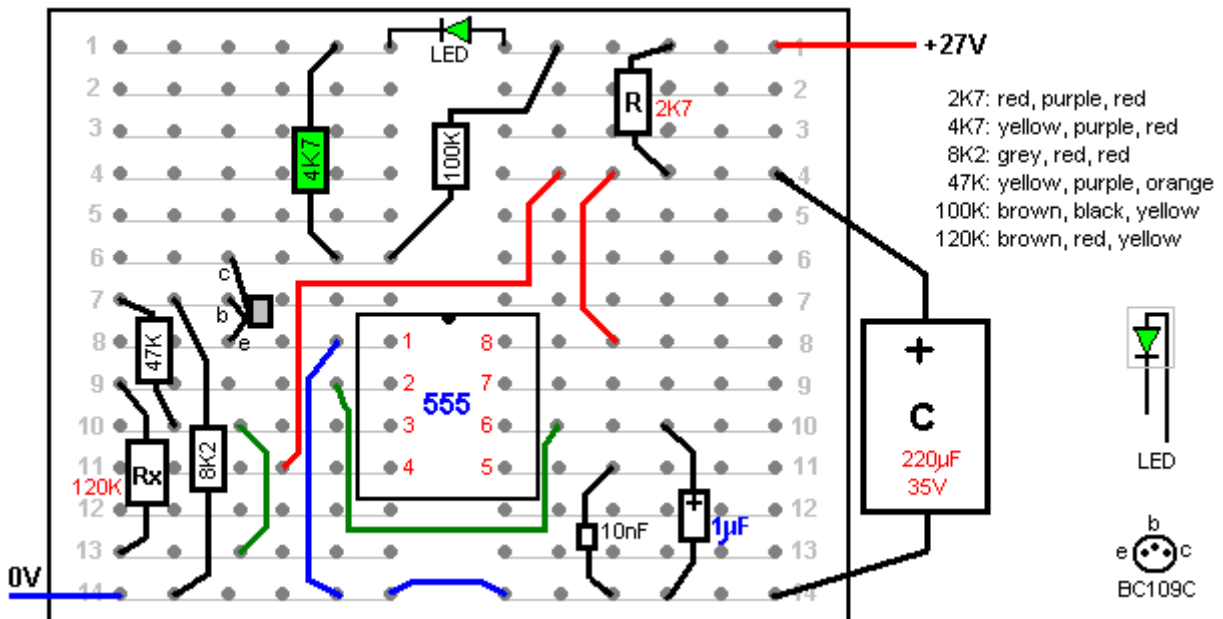 LED
+27V
1 1
2 2
3 3
4 4
5 5
6 6
7 7
8 8
9 9
10 10
11 11
12 12
13 13
14 14
R 2K7
4K7
100K
2K7: red, purple, red
4K7: yellow, purple, red
8K2: grey, red, red
47K: yellow, purple, orange
100K: brown, black, yellow
120K: brown, red, yellow
c
b
e
47K
1 8
2 7
555
3 6
4 5
+
C
220µF
35V
LED
Rx
120K
8K2
10nF
+
1µF
0V
b
e c
BC109C